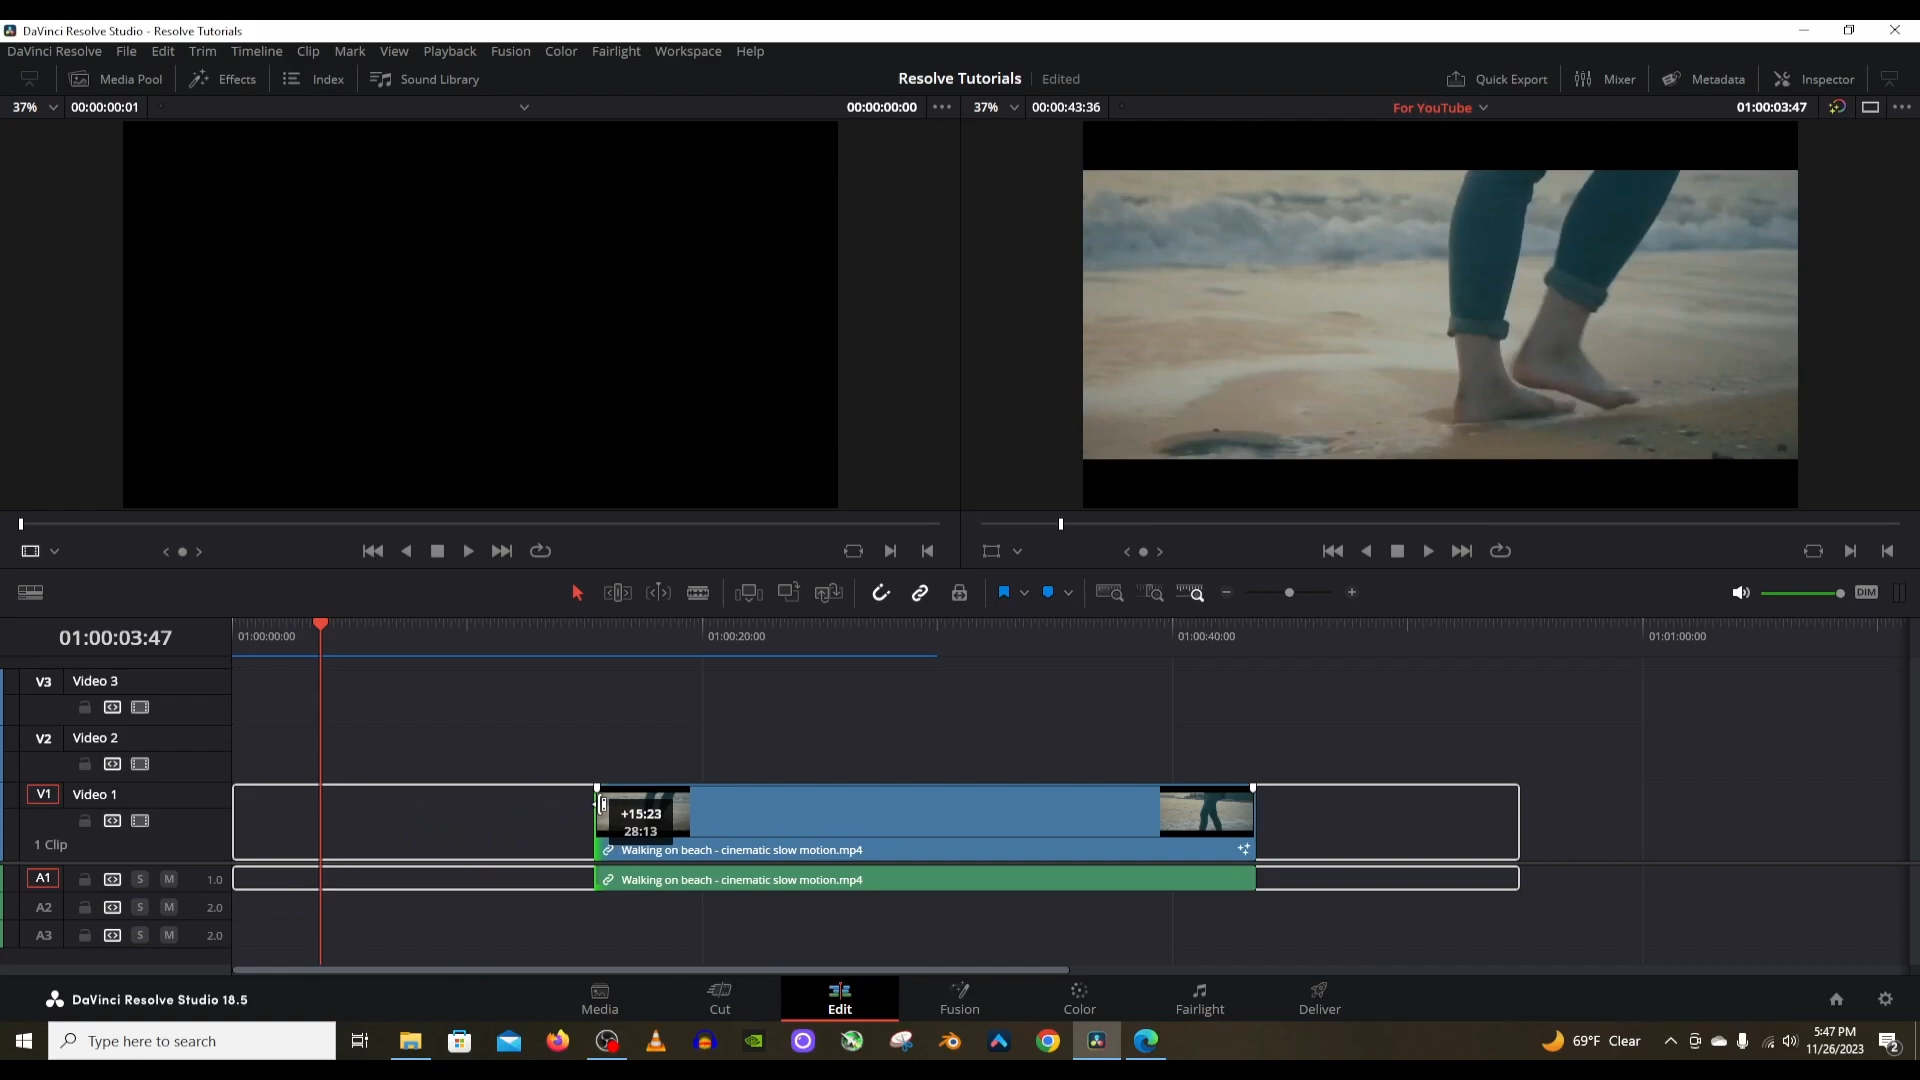 DaVinci Resolve Studio - Resolve Tutorials
DaVinci Resolve File Edit Trim Timeline Clip Mark View Playback Fusion Color Fairlight Workspace Help
Media Pool Effects Index Sound Library Resolve Tutorials Edited Quick Export Mixer Metadata Inspector
37% 00:00:00:01 00:00:00:00 37% 00:00:43:36 For YouTube 01:00:03:47
DIM
01:00:03:47 01:00:00:00 01:00:20:00 01:00:40:00 01:01:00:00
V3 Video 3
V2 Video 2
V1 Video 1
+15:23
28:13
1 Clip
Walking on beach - cinematic slow motion.mp4
A1 S M 1.0 Walking on beach - cinematic slow motion.mp4
A2 S M 2.0
A3 S M 2.0
DaVinci Resolve Studio 18.5
Media Cut Edit Fusion Color Fairlight Deliver
Type here to search
69°F Clear
5:47 PM
11/26/2023
2